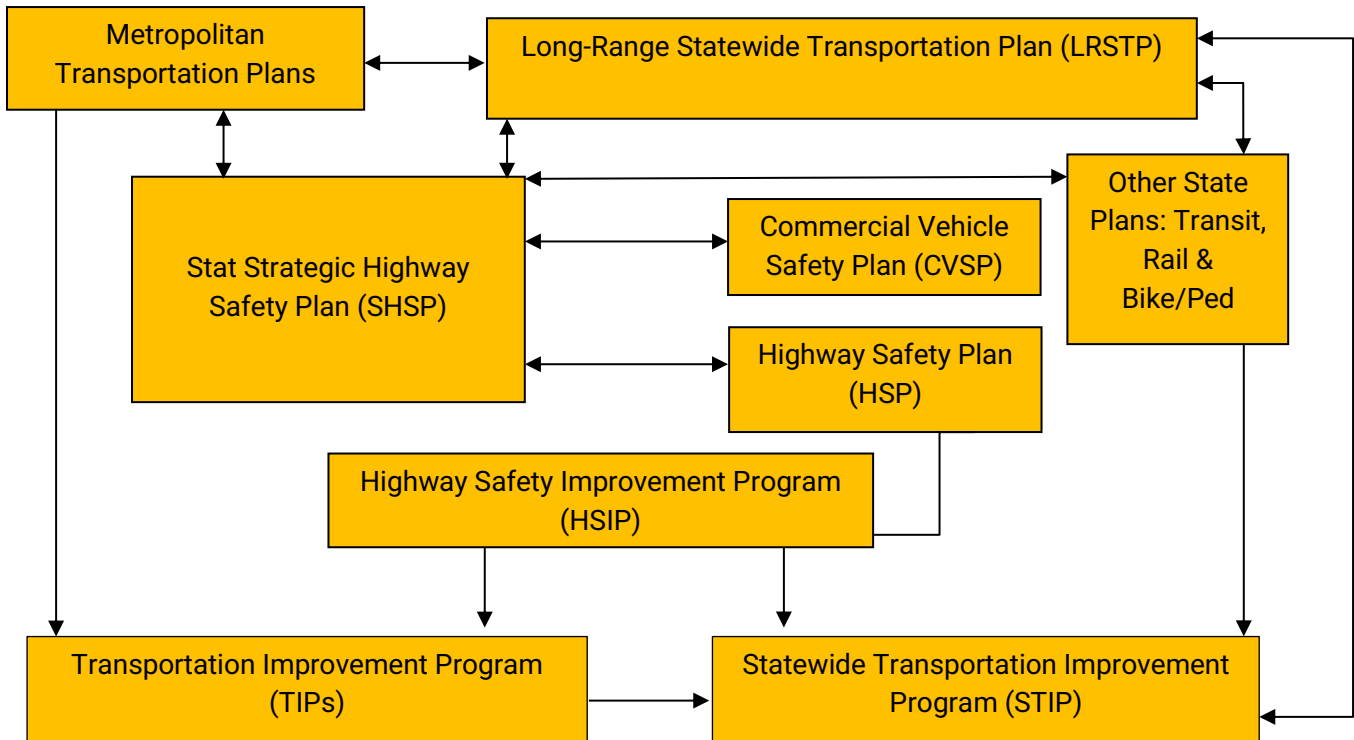 Metropolitan
Transportation Plans
Long-Range Statewide Transportation Plan (LRSTP)
Other State
Plans: Transit,
Rail &
Bike/Ped
Stat Strategic Highway
Safety Plan (SHSP)
Commercial Vehicle
Safety Plan (CVSP)
Highway Safety Plan
(HSP)
Highway Safety Improvement Program
(HSIP)
Transportation Improvement Program
(TIPs)
Statewide Transportation Improvement
Program (STIP)